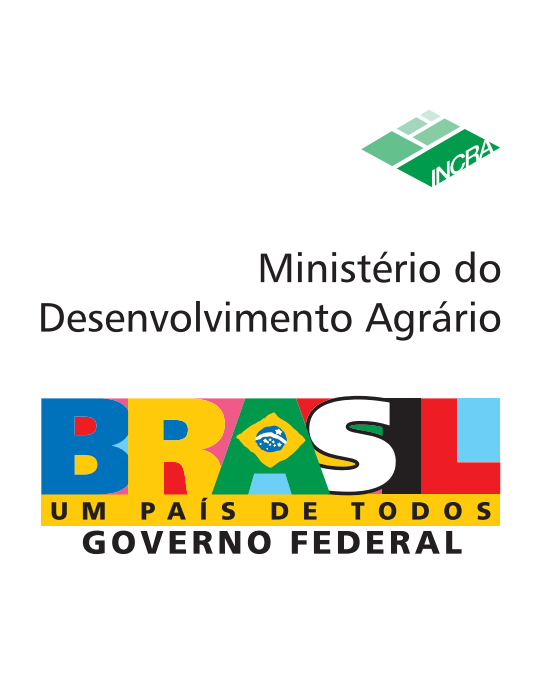 INCRA
Ministério do
Desenvolvimento Agrário
BRASIL
UM PAÍS DE TODOS
GOVERNO FEDERAL